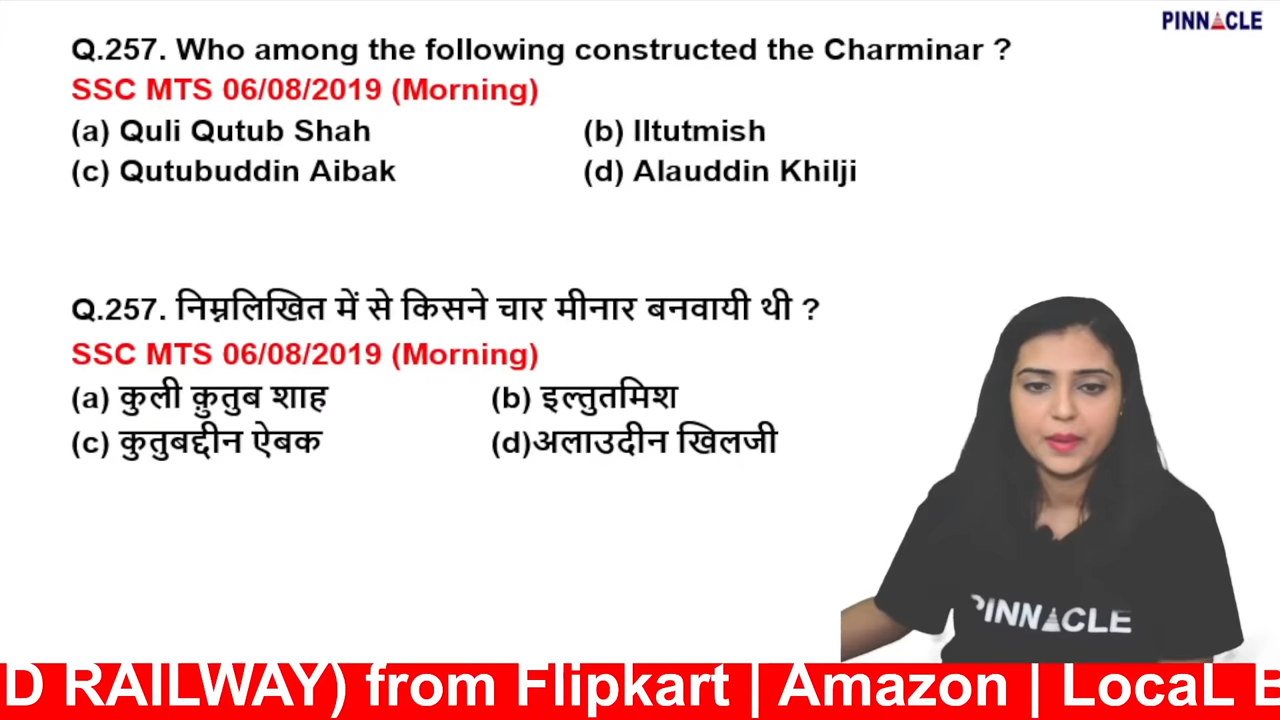 PINNACLE
Q.257. Who among the following constructed the Charminar ?
SSC MTS 06/08/2019 (Morning)
(a) Quli Qutub Shah (b) Iltutmish
(c) Qutubuddin Aibak (d) Alauddin Khilji
Q.257. निम्नलिखित में से किसने चार मीनार बनवायी थी ?
SSC MTS 06/08/2019 (Morning)
(a) कुली क़ुतुब शाह (b) इल्तुतमिश
(c) कुतुबद्दीन ऐबक (d)अलाउदीन खिलजी
PINNACLE
D RAILWAY) from Flipkart | Amazon | LocaL B